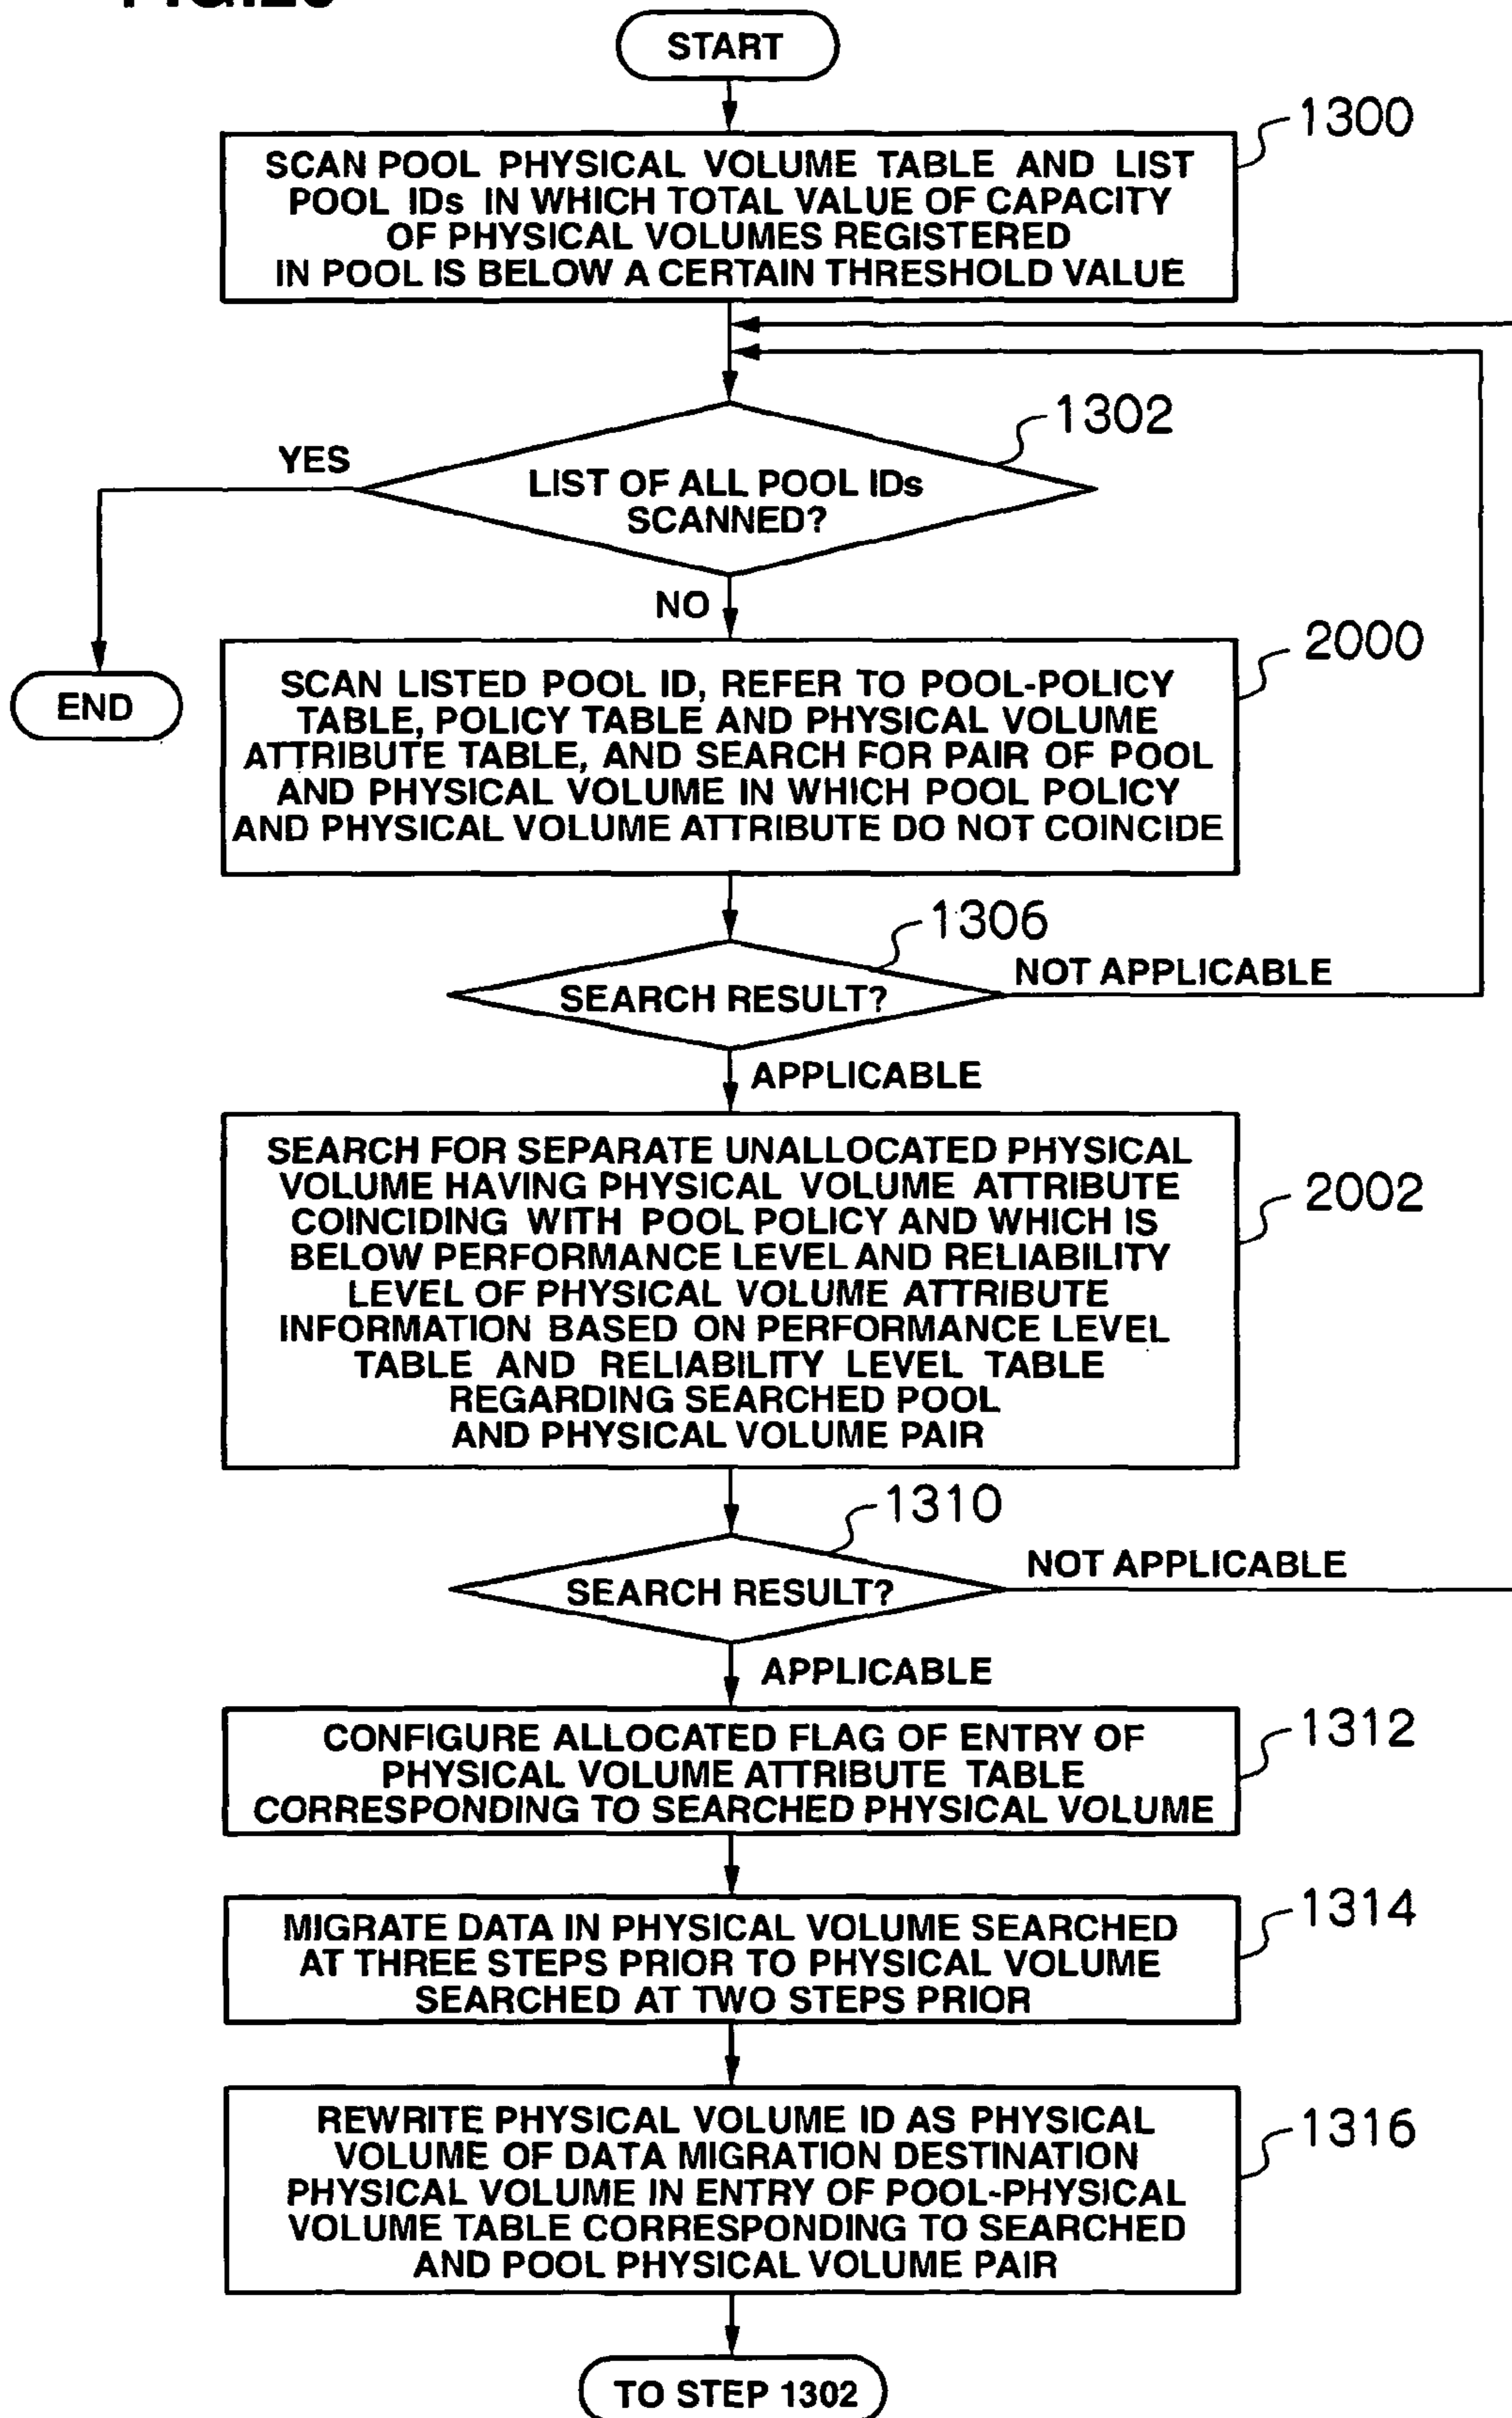 START
1300
SCAN POOL PHYSICAL VOLUME TABLE AND LIST
POOL IDs IN WHICH TOTAL VALUE OF CAPACITY
OF PHYSICAL VOLUMES REGISTERED
IN POOL IS BELOW A CERTAIN THRESHOLD VALUE
1302
YES
LIST OF ALL POOL IDs
SCANNED?
NO
2000
END
SCAN LISTED POOL ID, REFER TO POOL-POLICY
TABLE, POLICY TABLE AND PHYSICAL VOLUME
ATTRIBUTE TABLE, AND SEARCH FOR PAIR OF POOL
AND PHYSICAL VOLUME IN WHICH POOL POLICY
AND PHYSICAL VOLUME ATTRIBUTE DO NOT COINCIDE
1306
NOT APPLICABLE
SEARCH RESULT?
APPLICABLE
2002
SEARCH FOR SEPARATE UNALLOCATED PHYSICAL
VOLUME HAVING PHYSICAL VOLUME ATTRIBUTE
COINCIDING WITH POOL POLICY AND WHICH IS
BELOW PERFORMANCE LEVEL AND RELIABILITY
LEVEL OF PHYSICAL VOLUME ATTRIBUTE
INFORMATION BASED ON PERFORMANCE LEVEL
TABLE AND RELIABILITY LEVEL TABLE
REGARDING SEARCHED POOL
AND PHYSICAL VOLUME PAIR
1310
NOT APPLICABLE
SEARCH RESULT?
APPLICABLE
1312
CONFIGURE ALLOCATED FLAG OF ENTRY OF
PHYSICAL VOLUME ATTRIBUTE TABLE
CORRESPONDING TO SEARCHED PHYSICAL VOLUME
1314
MIGRATE DATA IN PHYSICAL VOLUME SEARCHED
AT THREE STEPS PRIOR TO PHYSICAL VOLUME
SEARCHED AT TWO STEPS PRIOR
1316
REWRITE PHYSICAL VOLUME ID AS PHYSICAL
VOLUME OF DATA MIGRATION DESTINATION
PHYSICAL VOLUME IN ENTRY OF POOL-PHYSICAL
VOLUME TABLE CORRESPONDING TO SEARCHED
AND POOL PHYSICAL VOLUME PAIR
TO STEP 1302